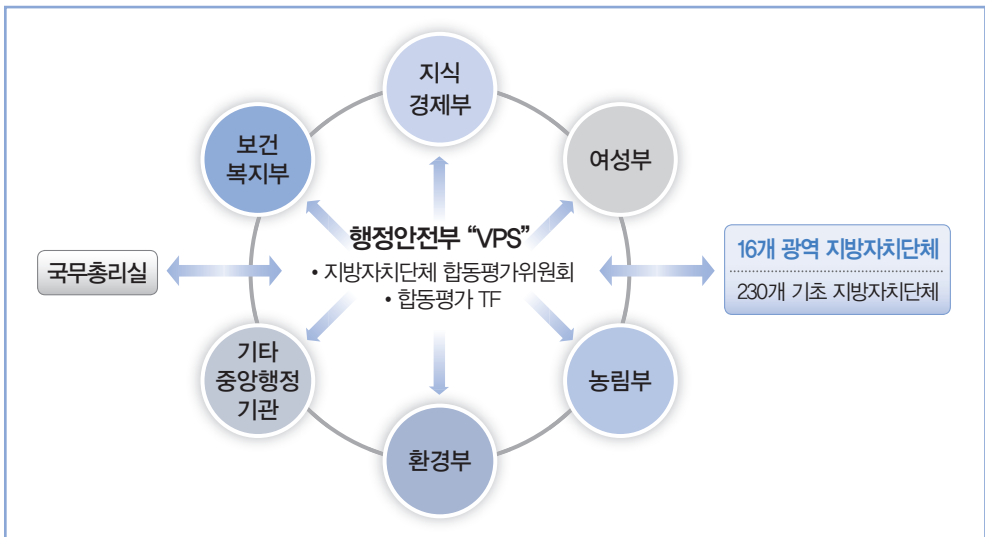 지식
경제부
보건
복지부
여성부
행정안전부 “VPS”
• 지방자치단체 합동평가위원회
• 합동평가 TF
국무총리실
16개 광역 지방자치단체
230개 기초 지방자치단체
기타
중앙행정
기관
농림부
환경부